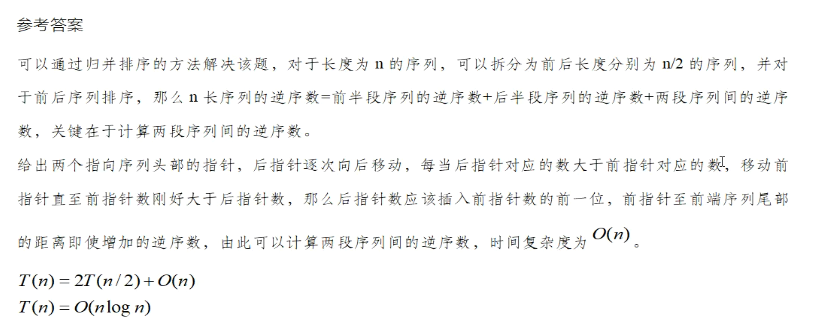 参考答案
可以通过归并排序的方法解决该题，对于长度为 n 的序列，可以拆分为前后长度分别为 n/2 的序列，并对
于前后序列排序，那么 n 长序列的逆序数=前半段序列的逆序数+后半段序列的逆序数+两段序列间的逆序
数，关键在于计算两段序列间的逆序数。
给出两个指向序列头部的指针，后指针逐次向后移动，每当后指针对应的数大于前指针对应的数，移动前
指针直至前指针数刚好大于后指针数，那么后指针数应该插入前指针数的前一位，前指针至前端序列尾部
的距离即使增加的逆序数，由此可以计算两段序列间的逆序数，时间复杂度为 O(n)。
T(n) = 2T(n/2) + O(n)
T(n) = O(n log n)